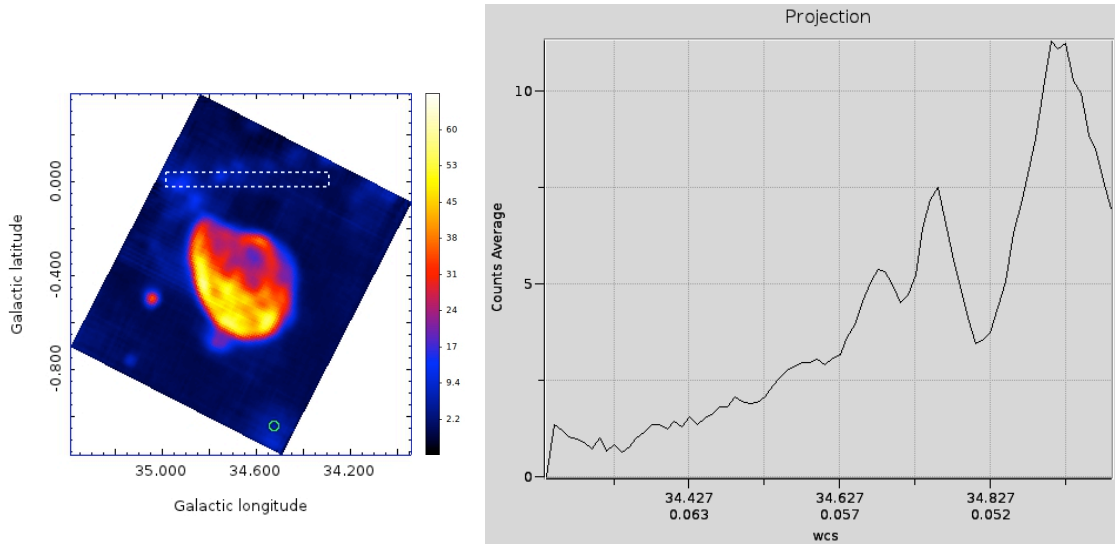 Projection
60
53
45
38
31
24
17
9.4
2.2
0.000
-0.400
-0.800
Galactic latitude
35.000 34.600 34.200
Galactic longitude
10
5
0
Counts Average
34.427 34.627 34.827
0.063 0.057 0.052
wcs